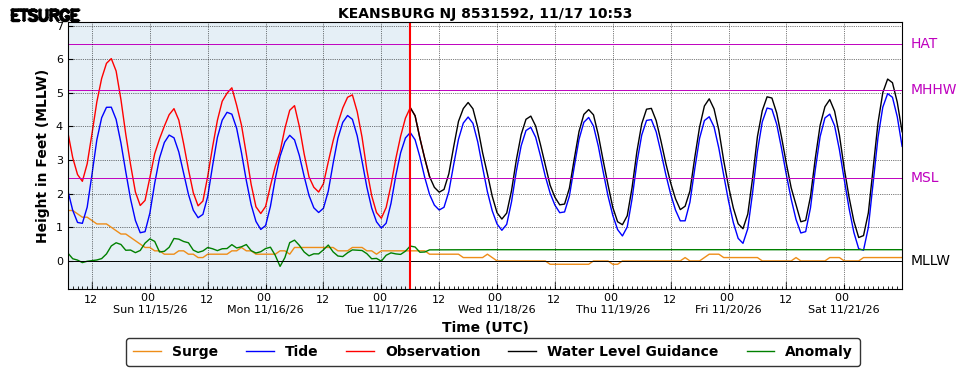 ETSURGE
KEANSBURG NJ 8531592, 11/17 10:53
Height in Feet (MLLW)
7
6
5
4
3
2
1
0
HAT
MHHW
MSL
MLLW
12 00 12 00 12 00 12 00 12 00 12 00 12 00
Sun 11/15/26 Mon 11/16/26 Tue 11/17/26 Wed 11/18/26 Thu 11/19/26 Fri 11/20/26 Sat 11/21/26
Time (UTC)
Surge Tide Observation Water Level Guidance Anomaly